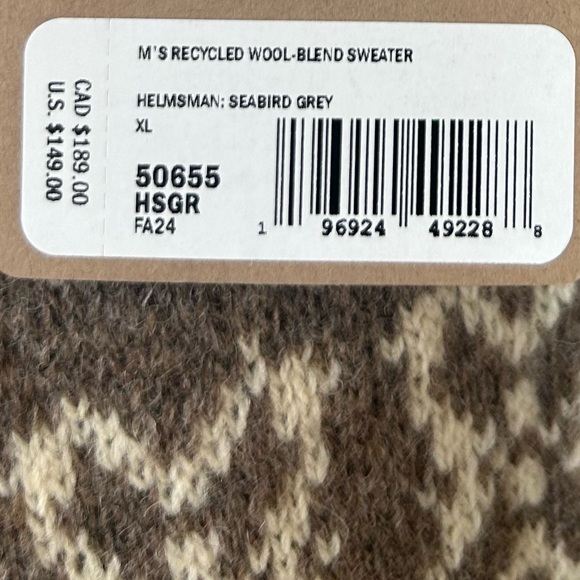 M'S RECYCLED WOOL-BLEND SWEATER
HELMSMAN: SEABIRD GREY
XL
50655
HSGR
FA24
1 96924 49228 8
CAD $189.00
U.S. $149.00